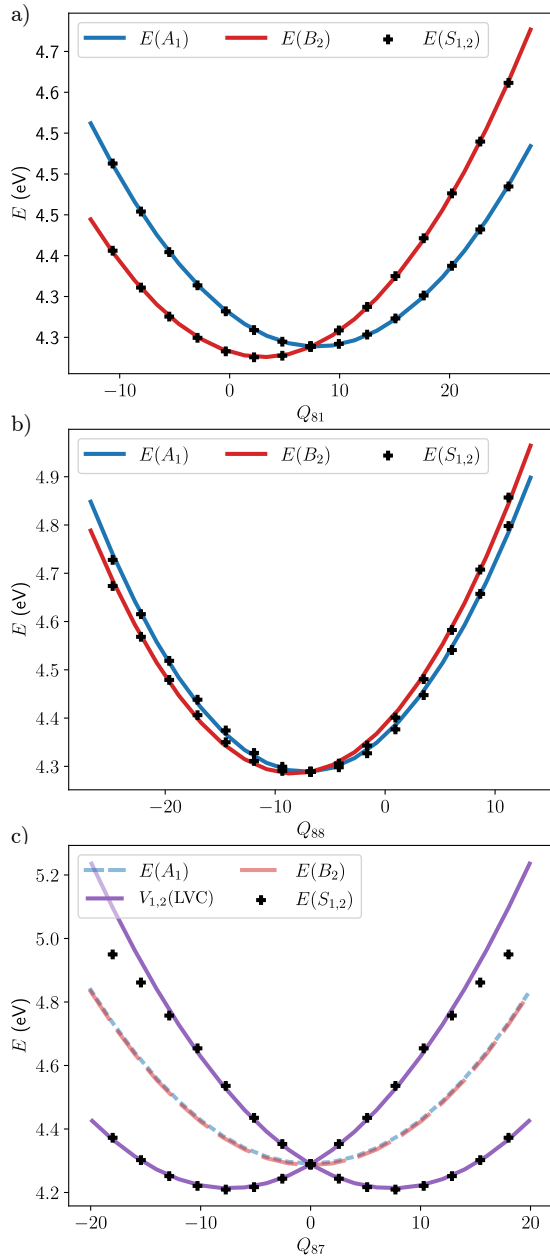 a)
E(A₁) E(B₂) E(S₁,₂)
4.7
4.6
4.5
4.5
4.4
4.3
4.3
E (eV)
−10 0 10 20
Q₈₁
b)
E(A₁) E(B₂) E(S₁,₂)
4.9
4.8
4.7
4.6
4.5
4.4
4.3
E (eV)
−20 −10 0 10
Q₈₈
c)
E(A₁) E(B₂)
V₁,₂(LVC) E(S₁,₂)
5.2
5.0
4.8
4.6
4.4
4.2
E (eV)
−20 −10 0 10 20
Q₈₇